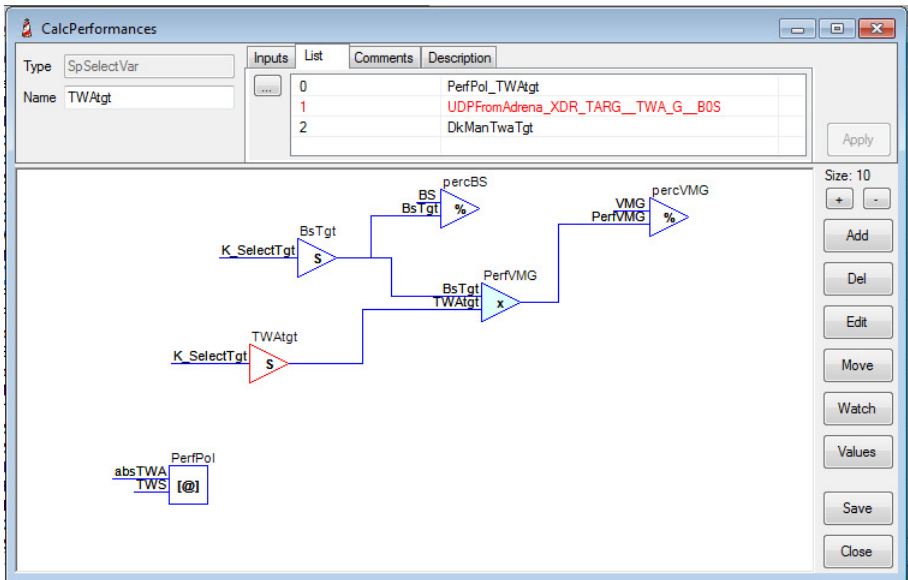 CalcPerformances
Type SpSelectVar
Name TWAtgt
Inputs List Comments Description
...
0 PerfPol_TWAtgt
1 UDPFromAdrena_XDR_TARG__TWA_G__B0S
2 DkManTwaTgt
Apply
Size: 10
+ -
Add
Del
Edit
Move
Watch
Values
Save
Close
percBS
BS
BsTgt
%
percVMG
VMG
PerfVMG
%
BsTgt
K_SelectTgt
S
PerfVMG
BsTgt
TWAtgt
x
TWAtgt
K_SelectTgt
S
PerfPol
absTWA
TWS
[@]